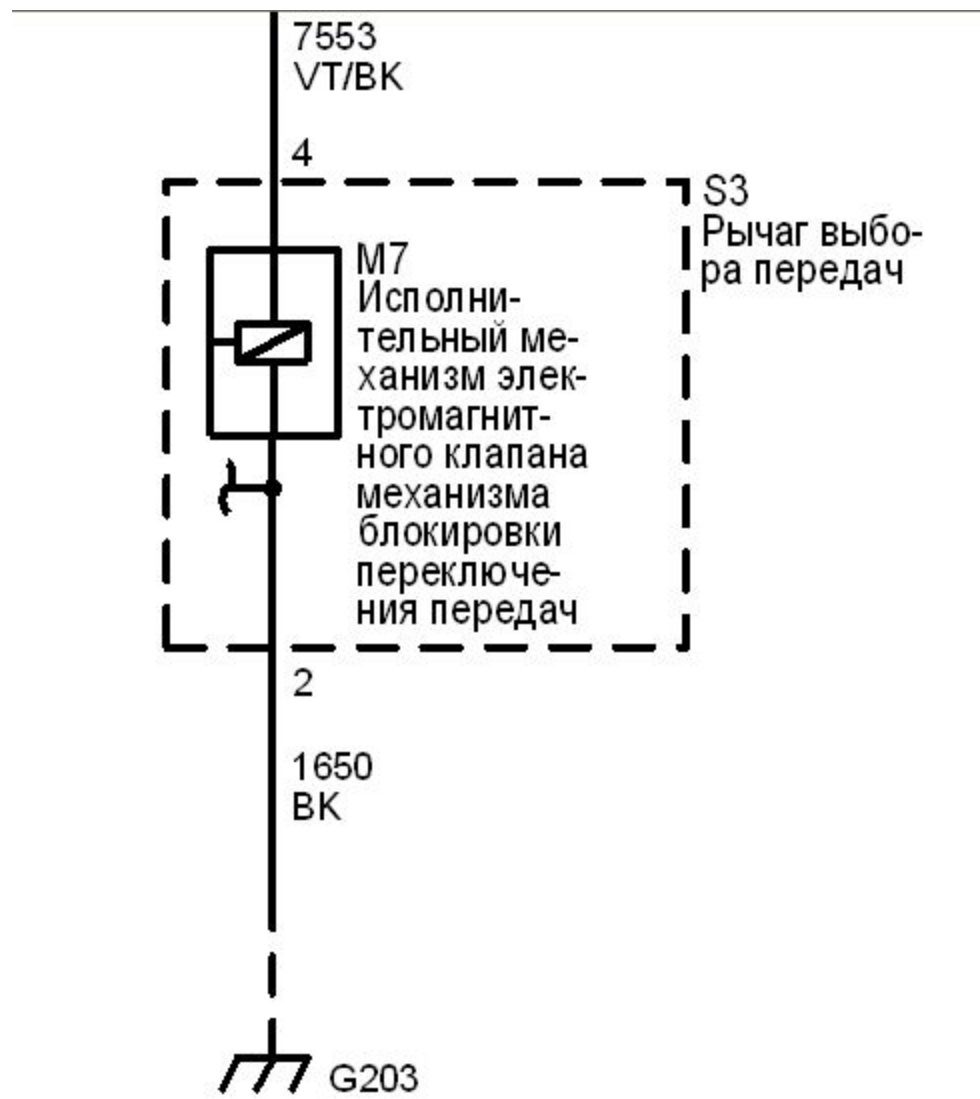 7553
VT/BK
4
S3
Рычаг выбо-
ра передач
M7
Исполни-
тельный ме-
ханизм элек-
тромагнит-
ного клапана
механизма
блокировки
переключе-
ния передач
2
1650
BK
G203